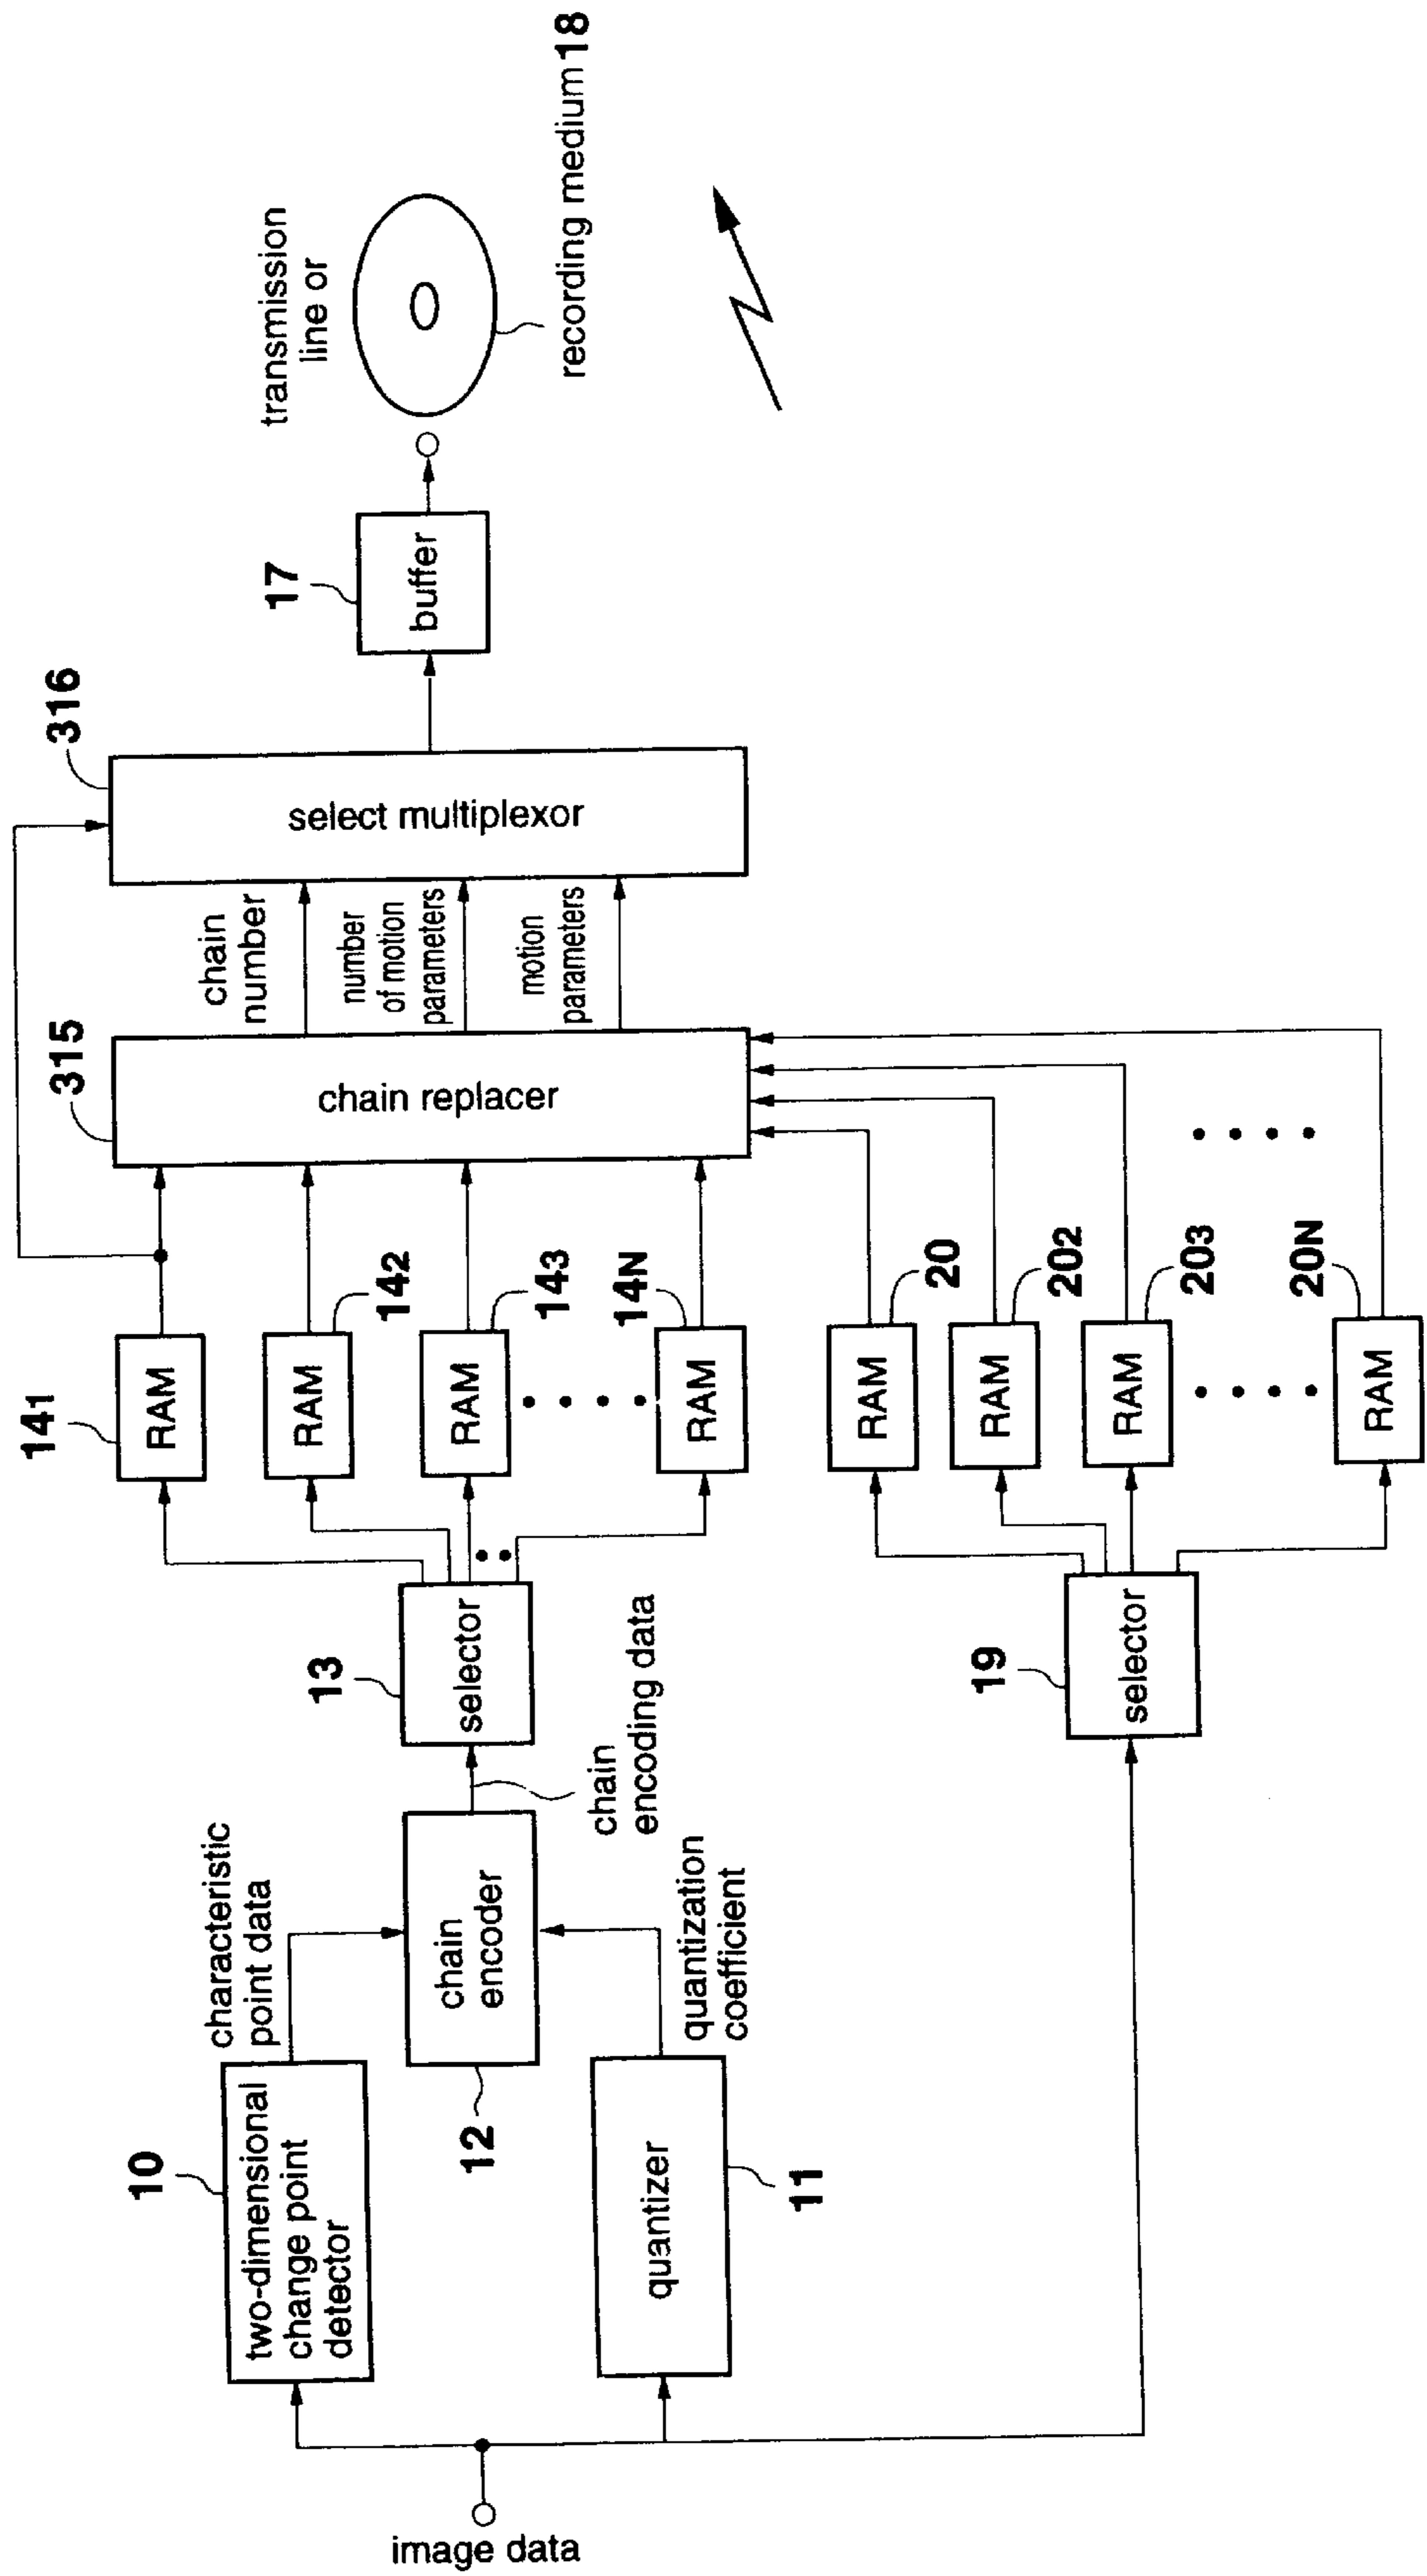 image data
10
two-dimensional
change point
detector
characteristic
point data
quantizer
11
quantization
coefficient
chain
encoder
12
chain
encoding data
13
selector
19
selector
141
RAM
RAM
142
RAM
143
RAM
14N
RAM
20
RAM
202
RAM
203
RAM
20N
315
chain replacer
chain
number
number
of motion
parameters
motion
parameters
316
select multiplexor
17
buffer
transmission
line or
recording medium 18